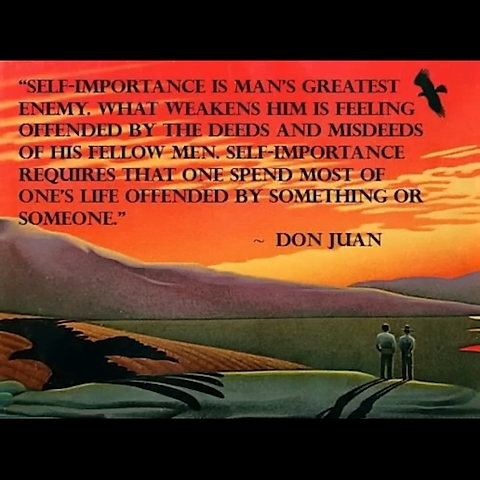 “SELF-IMPORTANCE IS MAN’S GREATEST
ENEMY. WHAT WEAKENS HIM IS FEELING
OFFENDED BY THE DEEDS AND MISDEEDS
OF HIS FELLOW MEN. SELF-IMPORTANCE
REQUIRES THAT ONE SPEND MOST OF
ONE’S LIFE OFFENDED BY SOMETHING OR
SOMEONE.”
~ DON JUAN